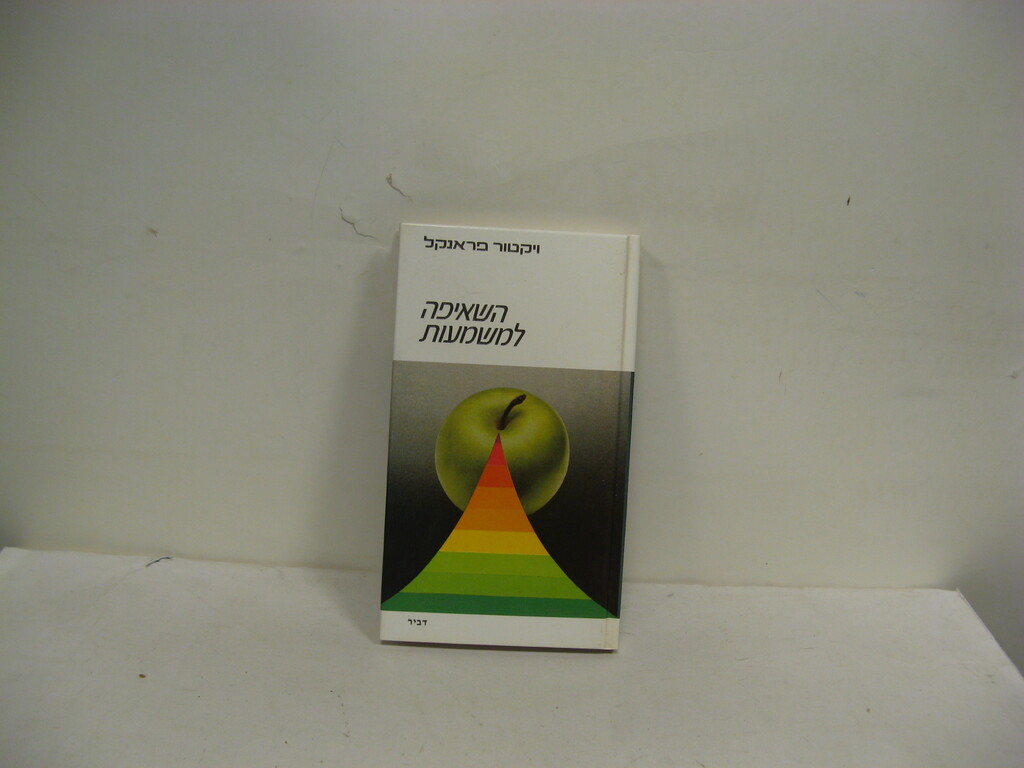 ויקטור פראנקל
השאיפה
למשמעות
דביר